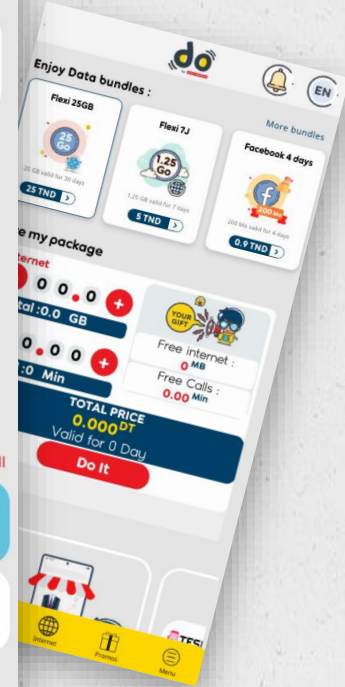 do
by ooredoo
EN
Enjoy Data bundles :
More bundles
Flexi 25GB
25
Go
25 GB valid for 30 days
25 TND >
Flexi 7J
1.25
Go
1.25 GB valid for 7 days
5 TND >
Facebook 4 days
200 Mo
200 Mo valid for 4 days
0.9 TND >
my package
0 0 . 0 +
:0.0 GB
0 . 0 0 +
:0 Min
YOUR
GIFT
Free internet :
0 MB
Free Calls :
0.00 Min
TOTAL PRICE
0.000 DT
Valid for 0 Day
Do It
Internet
Promos
Menu